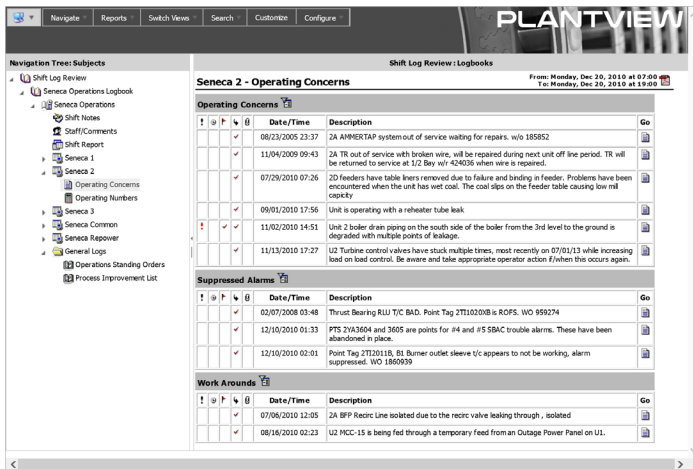 PLANTVIEW
Navigate Reports Switch Views Search Customize Configure
Navigation Tree: Subjects
Shift Log Review
Seneca Operations Logbook
Seneca Operations
Shift Notes
Staff/Comments
Shift Report
Seneca 1
Seneca 2
Operating Concerns
Operating Numbers
Seneca 3
Seneca Common
Seneca Repower
General Logs
Operations Standing Orders
Process Improvement List
Shift Log Review : Logbooks
Seneca 2 - Operating Concerns
From: Monday, Dec 20, 2010 at 07:00
To: Monday, Dec 20, 2010 at 19:00
Operating Concerns
! Date/Time Description Go
08/23/2005 23:37 2A AMMERTAP system out of service waiting for repairs. w/o 185852
11/04/2009 09:43 2A TR out of service with broken wire, will be repaired during next unit off line period. TR will
be returned to service at 1/2 Bay w/r 424036 when wire is repaired.
07/29/2010 07:26 2D feeders have table liners removed due to failure and binding in feeder. Problems have been
encountered when the unit has wet coal. The coal slips on the feeder table causing low mill
capicity
09/01/2010 17:56 Unit is operating with a reheater tube leak
! 11/02/2010 14:51 Unit 2 boiler drain piping on the south side of the boiler from the 3rd level to the ground is
degraded with multiple points of leakage.
11/13/2010 17:27 U2 Turbine control valves have stuck multiple times, most recently on 07/01/13 while increasing
load on load control. Be aware and take appropriate operator action if/when this occurs again.
Suppressed Alarms
! Date/Time Description Go
02/07/2008 03:48 Thrust Bearing RLU T/C BAD. Point Tag 2TI1020XB is ROFS. WO 959274
12/10/2010 01:33 PTS 2YA3604 and 3605 are points for #4 and #5 SBAC trouble alarms. These have been
abandoned in place.
12/10/2010 02:01 Point Tag 2TI2011B, B1 Burner outlet sleeve t/c appears to not be working, alarm
suppressed. WO 1860939
Work Arounds
! Date/Time Description Go
07/06/2010 12:05 2A BFP Recirc Line isolated due to the recirc valve leaking through , isolated
08/16/2010 02:23 U2 MCC-15 is being fed through a temporary feed from an Outage Power Panel on U1.